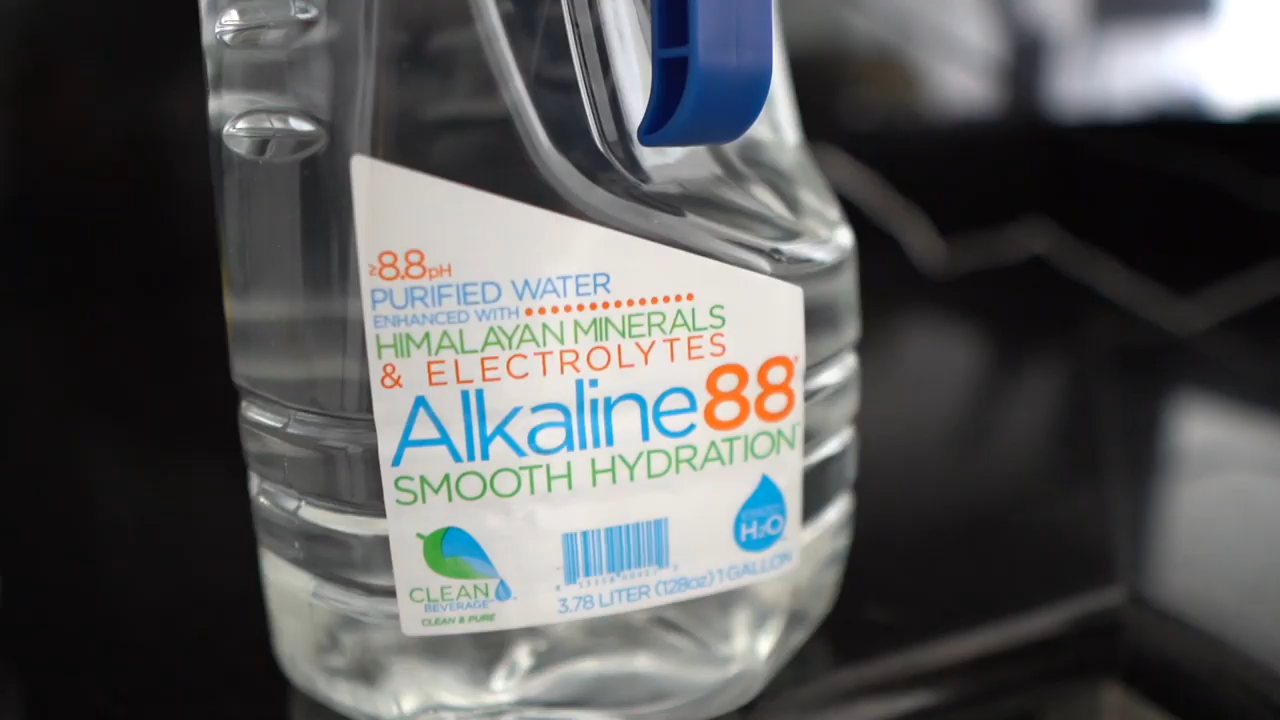 ≥8.8pH
PURIFIED WATER
ENHANCED WITH
HIMALAYAN MINERALS
& ELECTROLYTES
Alkaline88
SMOOTH HYDRATION
H2O
CLEAN
BEVERAGE
CLEAN & PURE
3.78 LITER (128oz) 1 GALLON